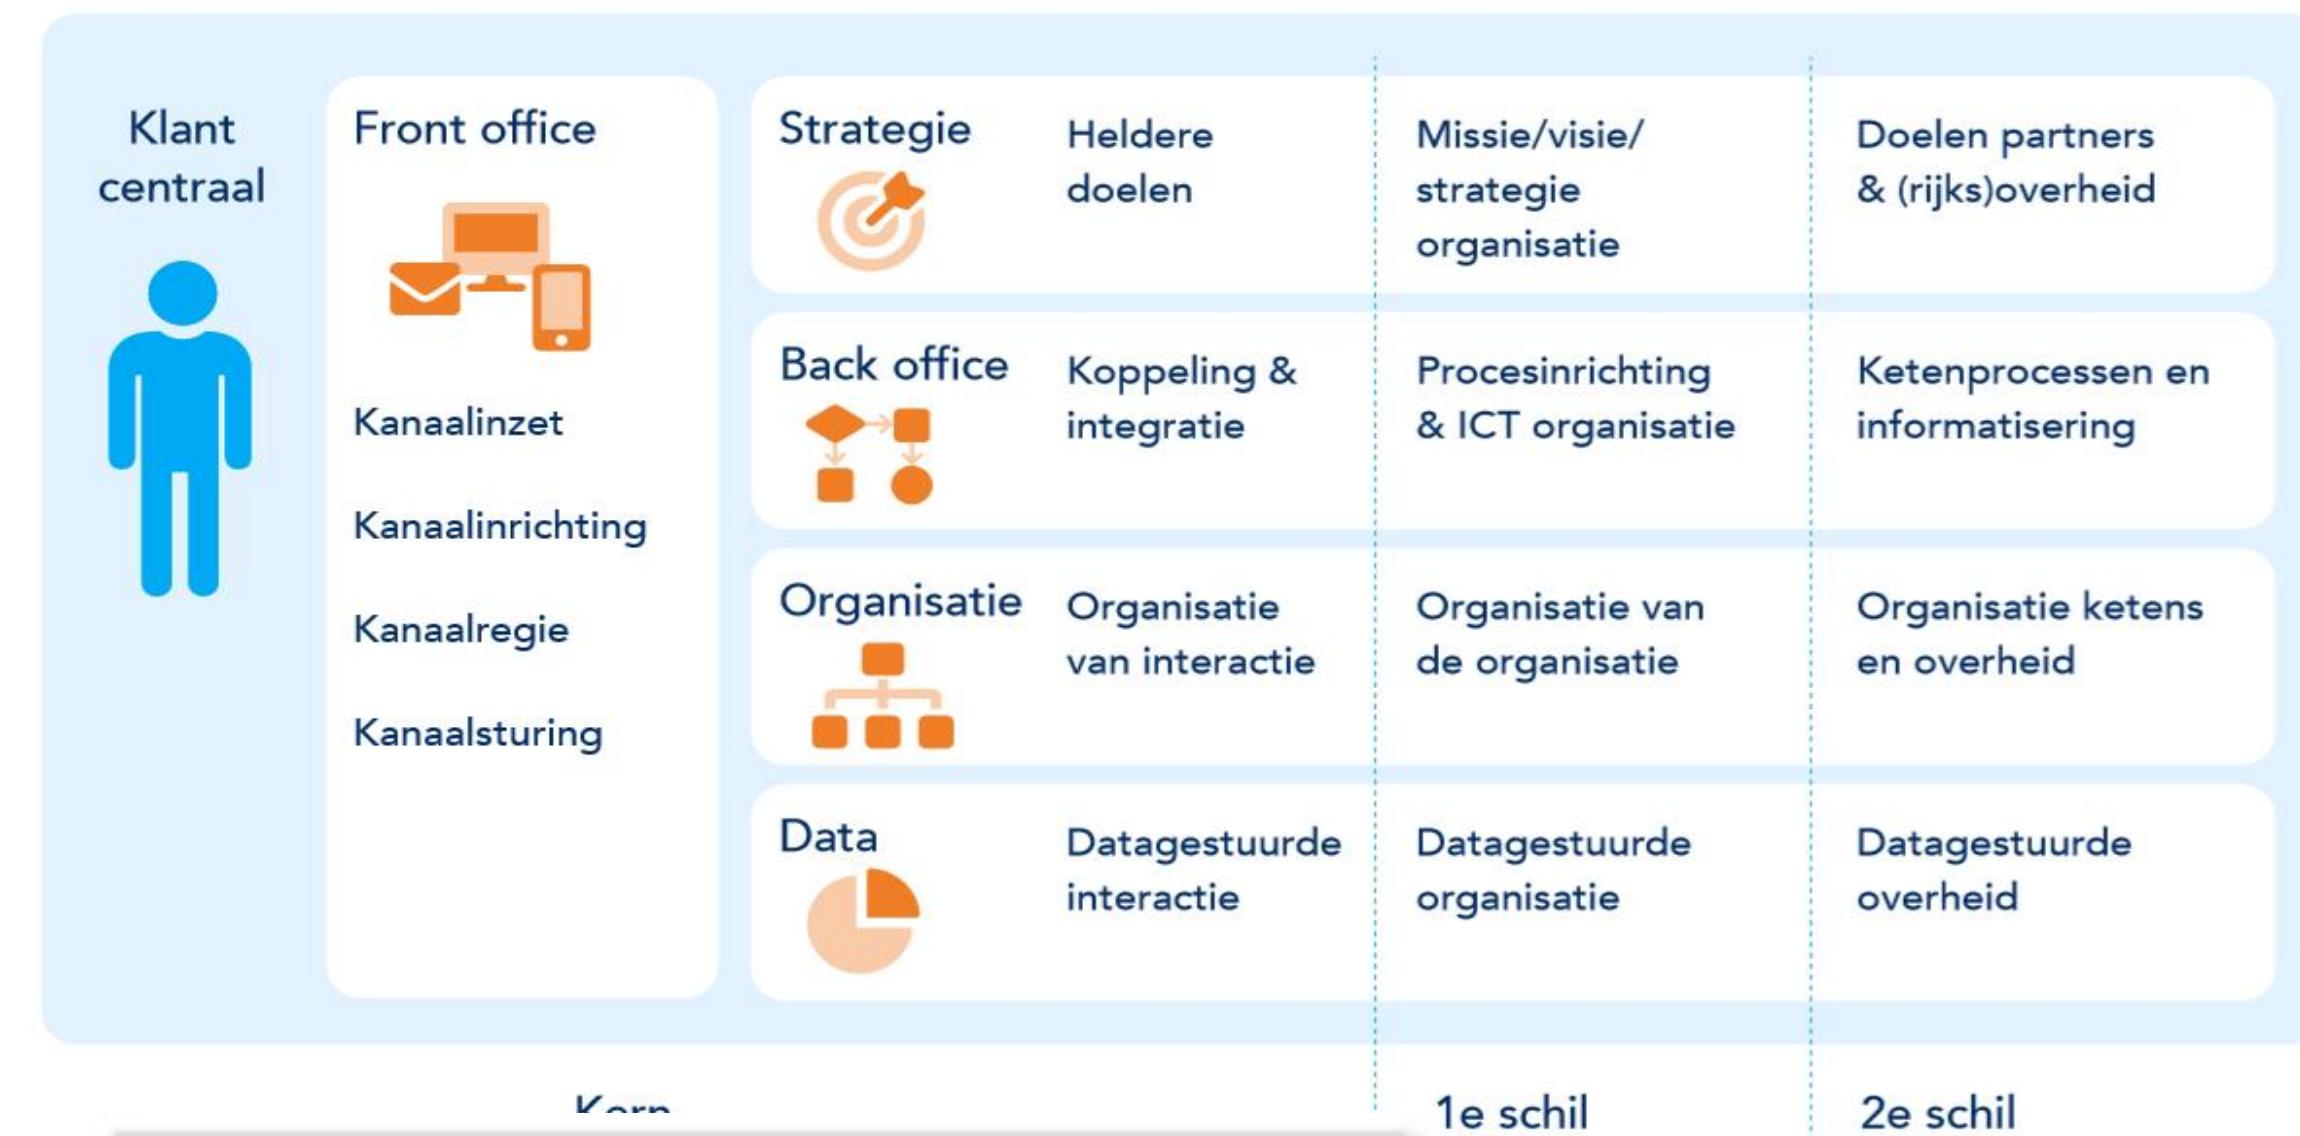 Klant
centraal
Front office
Kanaalinzet
Kanaalinrichting
Kanaalregie
Kanaalsturing
Strategie
Heldere
doelen
Missie/visie/
strategie
organisatie
Doelen partners
& (rijks)overheid
Back office
Koppeling &
integratie
Procesinrichting
& ICT organisatie
Ketenprocessen en
informatisering
Organisatie
Organisatie
van interactie
Organisatie van
de organisatie
Organisatie ketens
en overheid
Data
Datagestuurde
interactie
Datagestuurde
organisatie
Datagestuurde
overheid
Kern
1e schil
2e schil